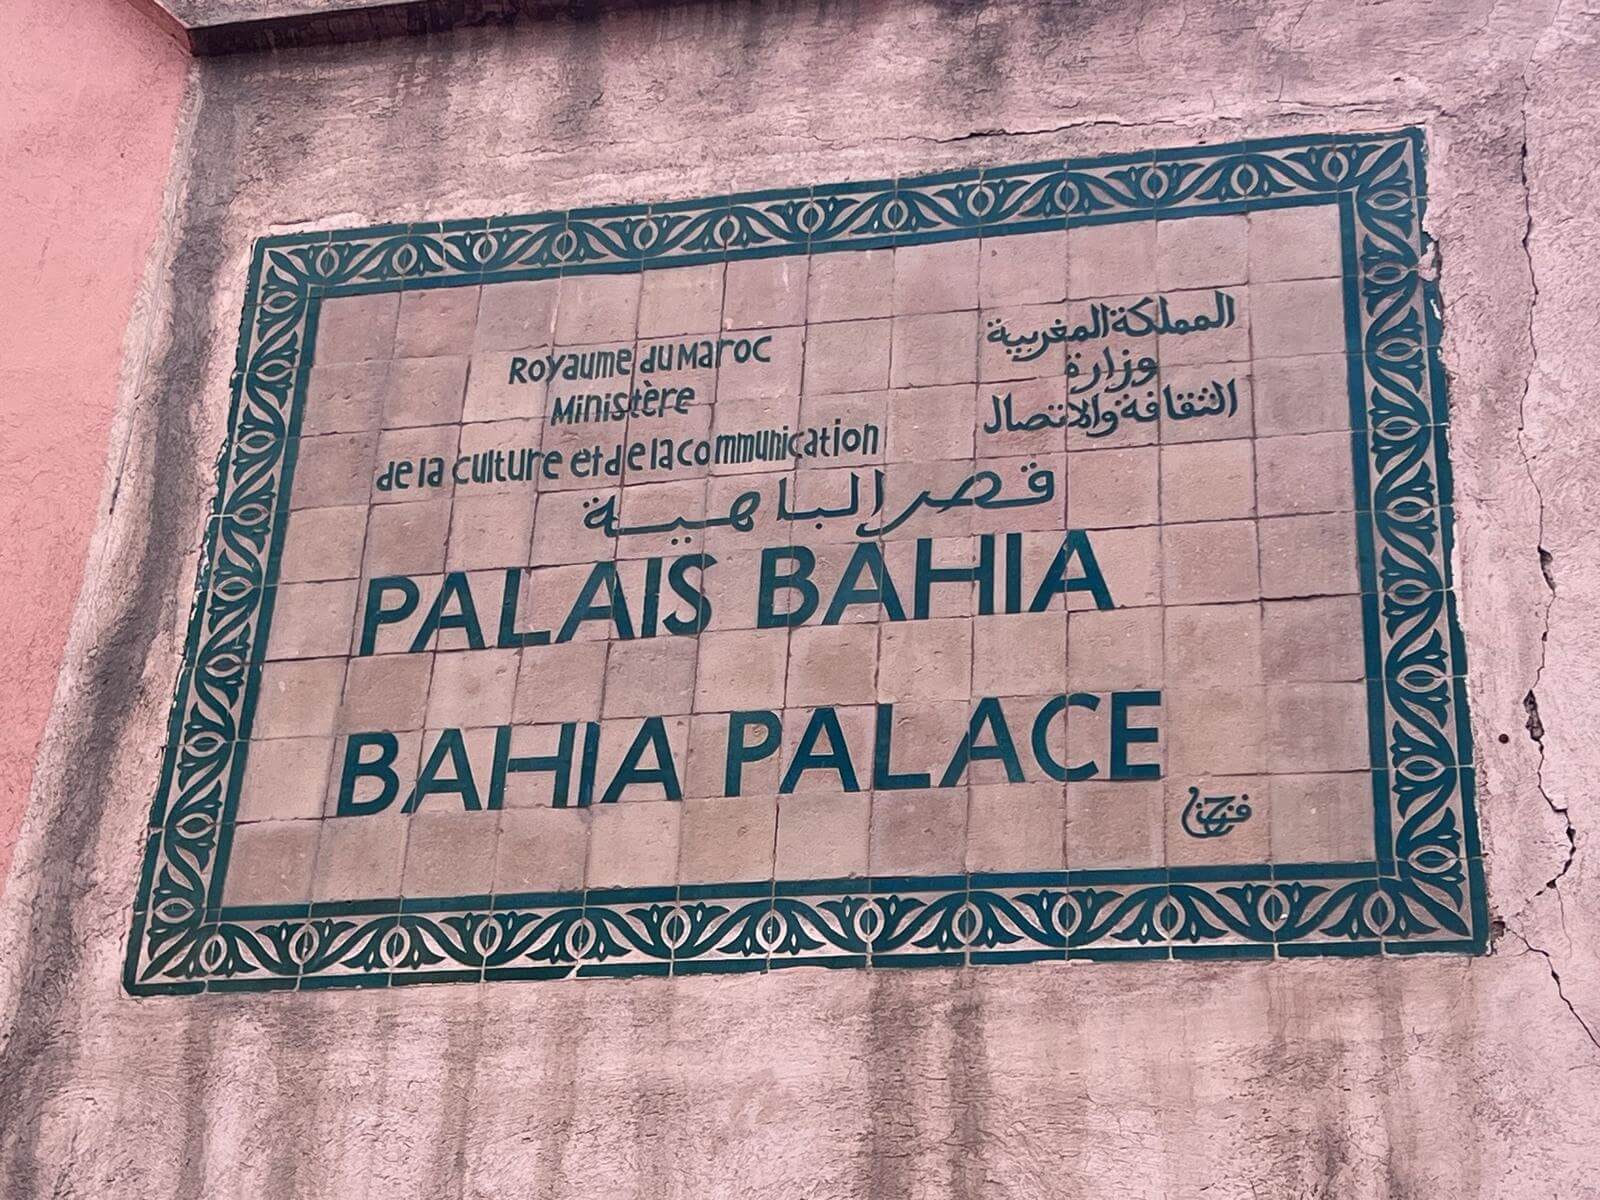 Royaume du Maroc
Ministère
de la culture et de la communication
المملكة المغربية
وزارة
الثقافة والاتصال
قصر الباهية
PALAIS BAHIA
BAHIA PALACE